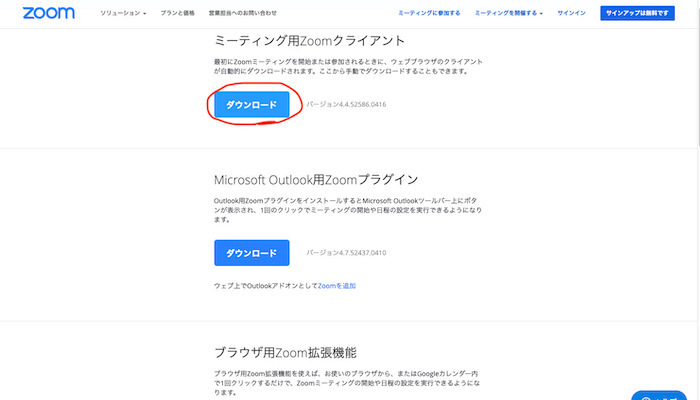 zoom ソリューション プランと価格 営業担当へのお問い合わせ ミーティングに参加する ミーティングを開催する サインイン サインアップは無料です
ミーティング用Zoomクライアント
最初にZoomミーティングを開始または参加されるときに、ウェブブラウザのクライアント
が自動的にダウンロードされます。ここから手動でダウンロードすることもできます。
ダウンロード バージョン4.4.52586.0416
Microsoft Outlook用Zoomプラグイン
Outlook用ZoomプラグインをインストールするとMicrosoft Outlookツールバー上にボタ
ンが表示され、1回のクリックでミーティングの開始や日程の設定を実行できるようになり
ます。
ダウンロード バージョン4.7.52437.0410
ウェブ上でOutlookアドオンとしてZoomを追加
ブラウザ用Zoom拡張機能
ブラウザ用Zoom拡張機能を使えば、お使いのブラウザから、またはGoogleカレンダー内
で1回クリックするだけで、Zoomミーティングの開始や日程の設定を実行できるようになり
ます。